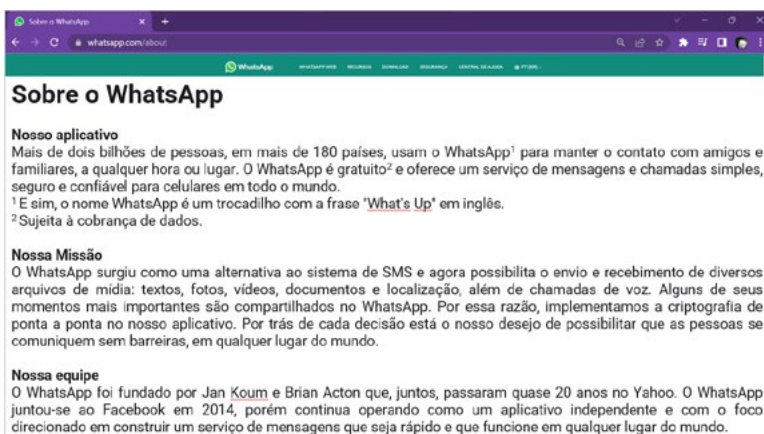 Sobre o WhatsApp
whatsapp.com/about
WhatsApp WHATSAPP WEB RECURSOS DOWNLOAD SEGURANÇA CENTRAL DE AJUDA PT (BR)
Sobre o WhatsApp
Nosso aplicativo
Mais de dois bilhões de pessoas, em mais de 180 países, usam o WhatsApp¹ para manter o contato com amigos e
familiares, a qualquer hora ou lugar. O WhatsApp é gratuito² e oferece um serviço de mensagens e chamadas simples,
seguro e confiável para celulares em todo o mundo.
¹ E sim, o nome WhatsApp é um trocadilho com a frase "What's Up" em inglês.
² Sujeita à cobrança de dados.
Nossa Missão
O WhatsApp surgiu como uma alternativa ao sistema de SMS e agora possibilita o envio e recebimento de diversos
arquivos de mídia: textos, fotos, vídeos, documentos e localização, além de chamadas de voz. Alguns de seus
momentos mais importantes são compartilhados no WhatsApp. Por essa razão, implementamos a criptografia de
ponta a ponta no nosso aplicativo. Por trás de cada decisão está o nosso desejo de possibilitar que as pessoas se
comuniquem sem barreiras, em qualquer lugar do mundo.
Nossa equipe
O WhatsApp foi fundado por Jan Koum e Brian Acton que, juntos, passaram quase 20 anos no Yahoo. O WhatsApp
juntou-se ao Facebook em 2014, porém continua operando como um aplicativo independente e com o foco
direcionado em construir um serviço de mensagens que seja rápido e que funcione em qualquer lugar do mundo.